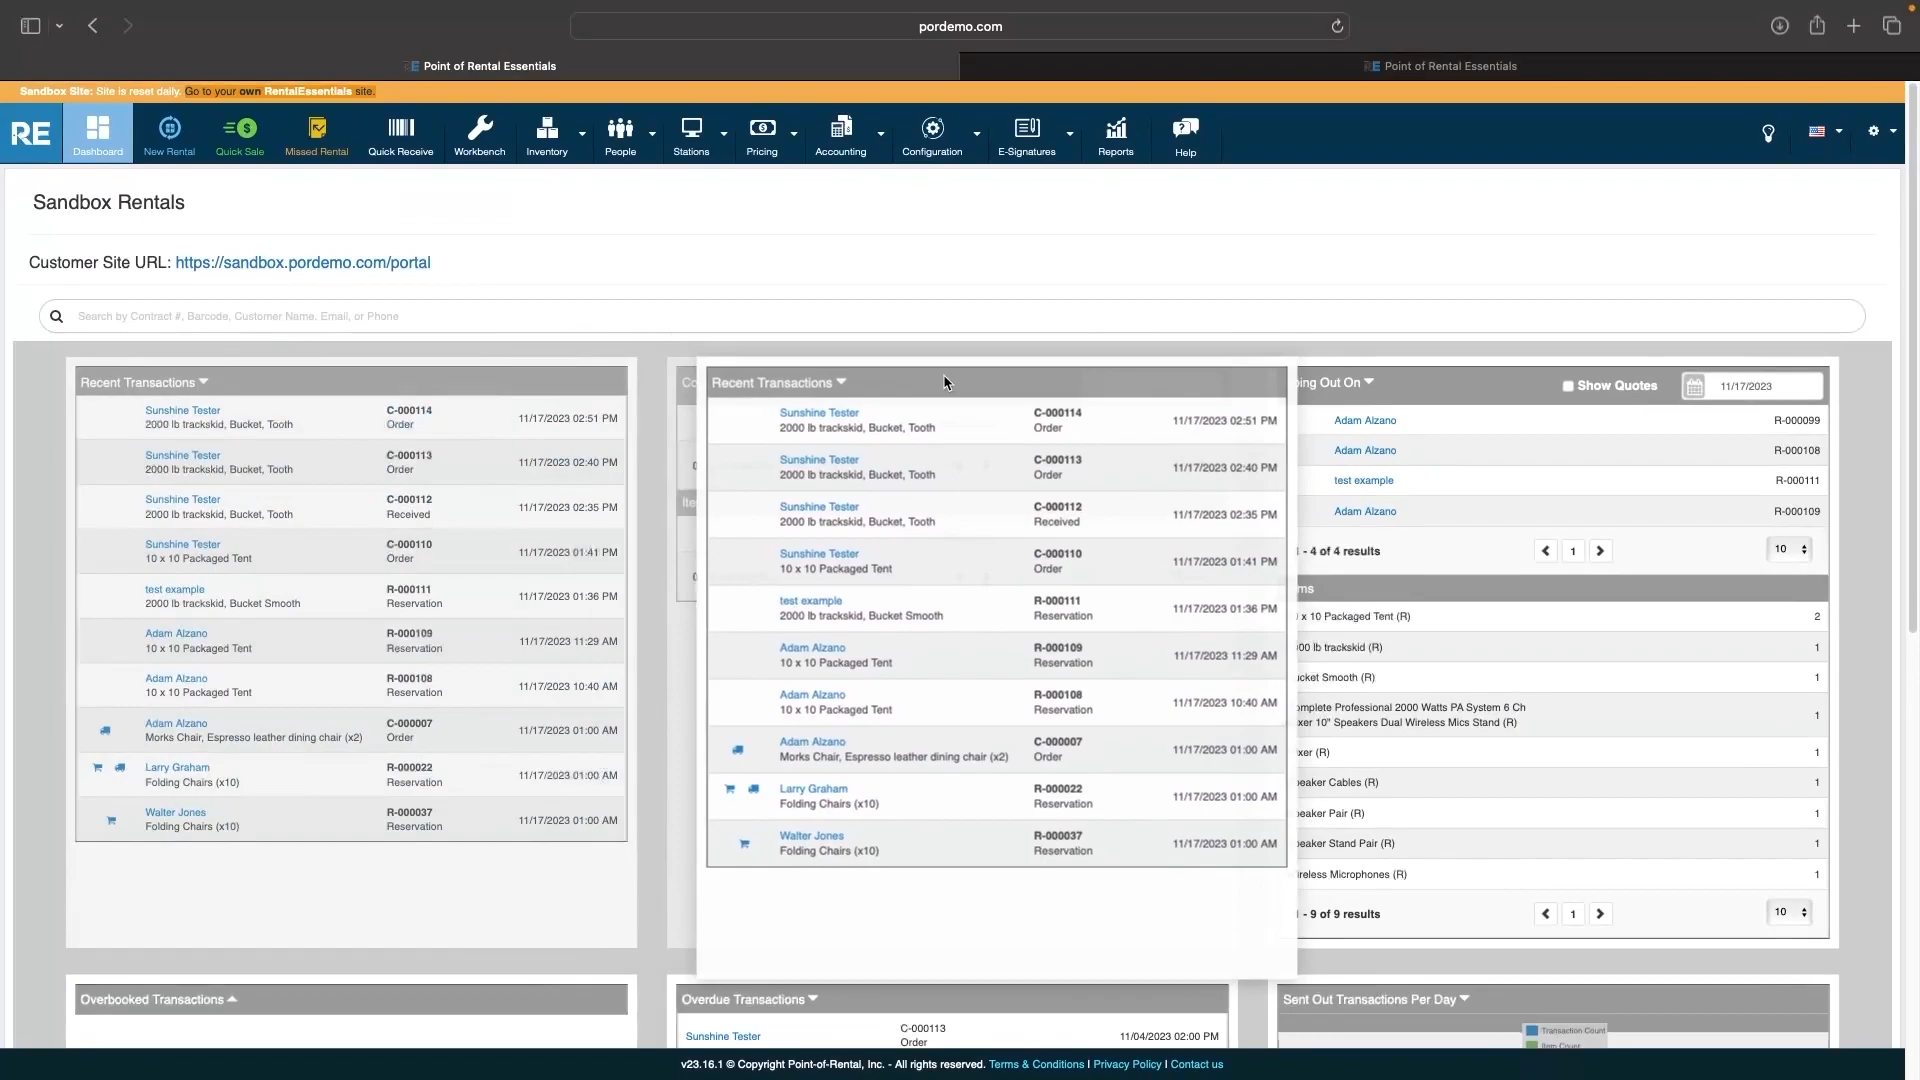 pordemo.com
Point of Rental Essentials
Point of Rental Essentials
Sandbox Site: Site is reset daily. Go to your own RentalEssentials site.
RE
Dashboard
New Rental
Quick Sale
Missed Rental
Quick Receive
Workbench
Inventory
People
Stations
Pricing
Accounting
Configuration
E-Signatures
Reports
Help
Sandbox Rentals
Customer Site URL: https://sandbox.pordemo.com/portal
Search by Contract #, Barcode, Customer Name, Email, or Phone
Recent Transactions
Sunshine Tester C-000114 11/17/2023 02:51 PM
2000 lb trackskid, Bucket, Tooth Order
Sunshine Tester C-000113 11/17/2023 02:40 PM
2000 lb trackskid, Bucket, Tooth Order
Sunshine Tester C-000112 11/17/2023 02:35 PM
2000 lb trackskid, Bucket, Tooth Received
Sunshine Tester C-000110 11/17/2023 01:41 PM
10 x 10 Packaged Tent Order
test example R-000111 11/17/2023 01:36 PM
2000 lb trackskid, Bucket Smooth Reservation
Adam Alzano R-000109 11/17/2023 11:29 AM
10 x 10 Packaged Tent Reservation
Adam Alzano R-000108 11/17/2023 10:40 AM
10 x 10 Packaged Tent Reservation
Adam Alzano C-000007 11/17/2023 01:00 AM
Morks Chair, Espresso leather dining chair (x2) Order
Larry Graham R-000022 11/17/2023 01:00 AM
Folding Chairs (x10) Reservation
Walter Jones R-000037 11/17/2023 01:00 AM
Folding Chairs (x10) Reservation
Co
Ite
Recent Transactions
Sunshine Tester C-000114 11/17/2023 02:51 PM
2000 lb trackskid, Bucket, Tooth Order
Sunshine Tester C-000113 11/17/2023 02:40 PM
2000 lb trackskid, Bucket, Tooth Order
Sunshine Tester C-000112 11/17/2023 02:35 PM
2000 lb trackskid, Bucket, Tooth Received
Sunshine Tester C-000110 11/17/2023 01:41 PM
10 x 10 Packaged Tent Order
test example R-000111 11/17/2023 01:36 PM
2000 lb trackskid, Bucket Smooth Reservation
Adam Alzano R-000109 11/17/2023 11:29 AM
10 x 10 Packaged Tent Reservation
Adam Alzano R-000108 11/17/2023 10:40 AM
10 x 10 Packaged Tent Reservation
Adam Alzano C-000007 11/17/2023 01:00 AM
Morks Chair, Espresso leather dining chair (x2) Order
Larry Graham R-000022 11/17/2023 01:00 AM
Folding Chairs (x10) Reservation
Walter Jones R-000037 11/17/2023 01:00 AM
Folding Chairs (x10) Reservation
ing Out On Show Quotes 11/17/2023
Adam Alzano R-000099
Adam Alzano R-000108
test example R-000111
Adam Alzano R-000109
- 4 of 4 results 1 10
ms
x 10 Packaged Tent (R) 2
00 lb trackskid (R) 1
ucket Smooth (R) 1
omplete Professional 2000 Watts PA System 6 Ch
xer 10" Speakers Dual Wireless Mics Stand (R) 1
xer (R) 1
peaker Cables (R) 1
peaker Pair (R) 1
peaker Stand Pair (R) 1
ireless Microphones (R) 1
- 9 of 9 results 1 10
Overbooked Transactions
Overdue Transactions
Sunshine Tester C-000113 11/04/2023 02:00 PM
Order
Sent Out Transactions Per Day
Transaction Count
Item Count
v23.16.1 © Copyright Point-of-Rental, Inc. - All rights reserved. Terms & Conditions | Privacy Policy | Contact us